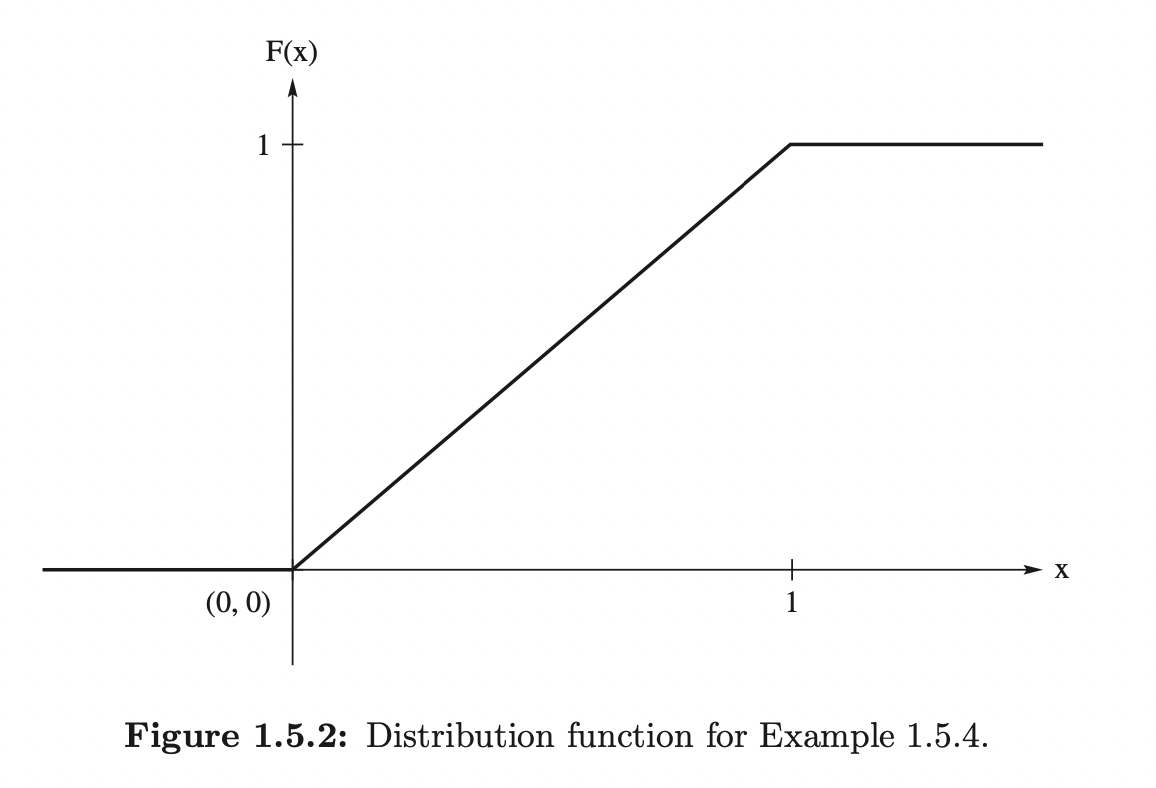 F(x)
1
x
(0, 0)
1
Figure 1.5.2: Distribution function for Example 1.5.4.